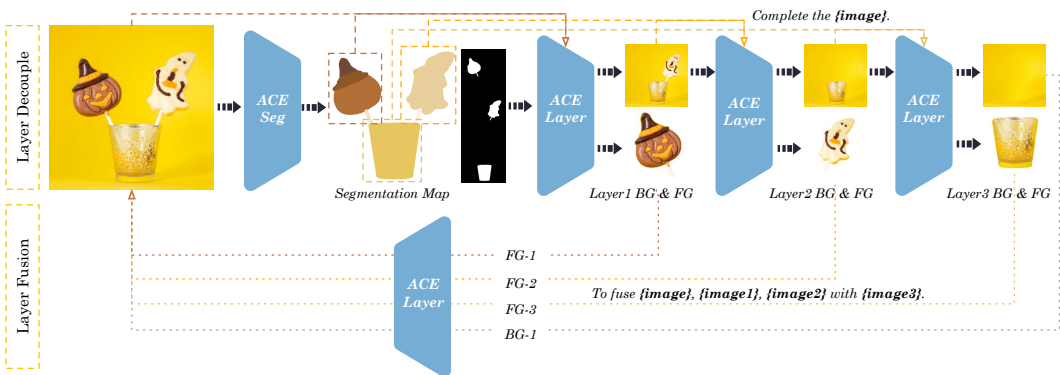 Layer Decouple
ACE
Seg
Segmentation Map
Complete the {image}.
ACE
Layer
Layer1 BG & FG
ACE
Layer
Layer2 BG & FG
ACE
Layer
Layer3 BG & FG
Layer Fusion
ACE
Layer
FG-1
FG-2
To fuse {image}, {image1}, {image2} with {image3}.
FG-3
BG-1